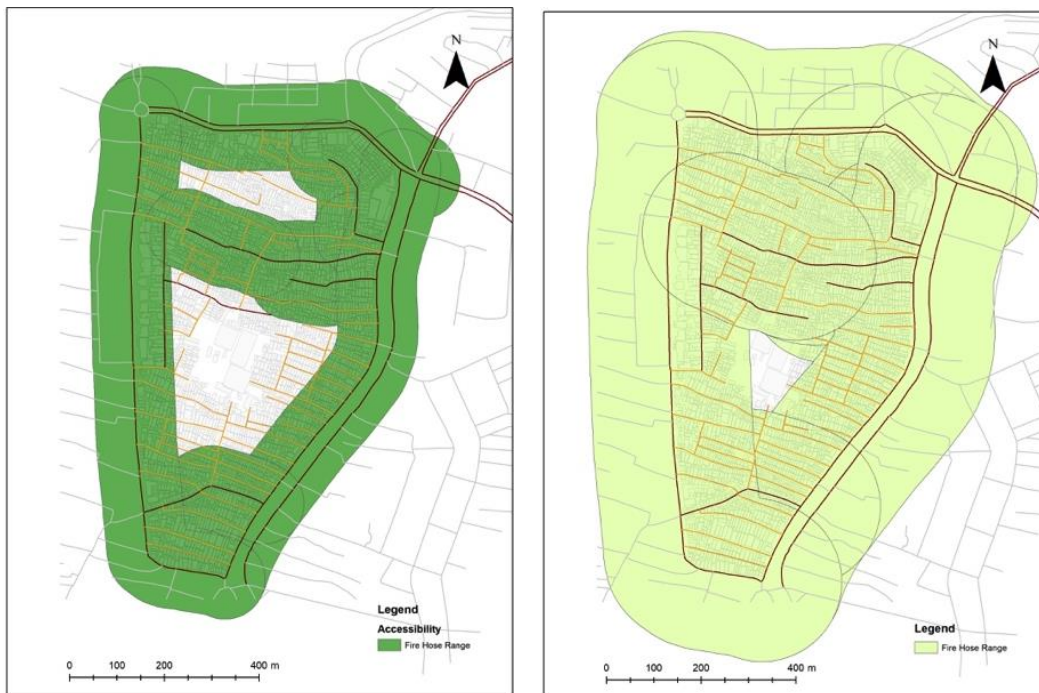 N
Legend
Accessibility
Fire Hose Range
0 100 200 400 m
N
Legend
Fire Hose Range
0 100 200 400 m